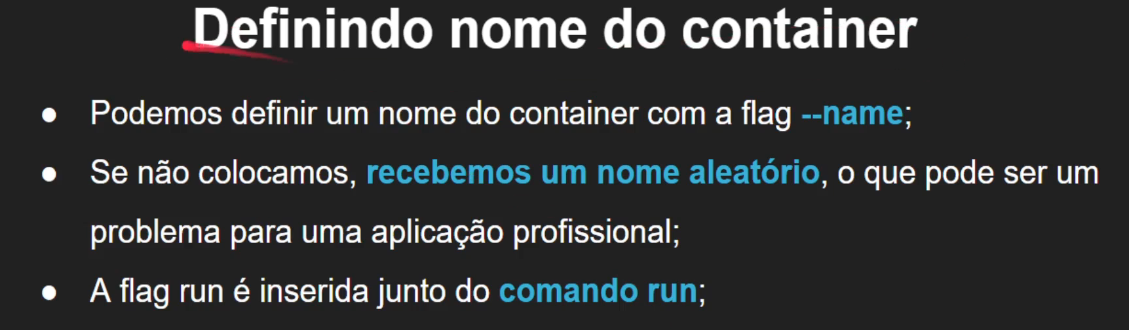 Definindo nome do container
● Podemos definir um nome do container com a flag --name;
● Se não colocamos, recebemos um nome aleatório, o que pode ser um
problema para uma aplicação profissional;
● A flag run é inserida junto do comando run;